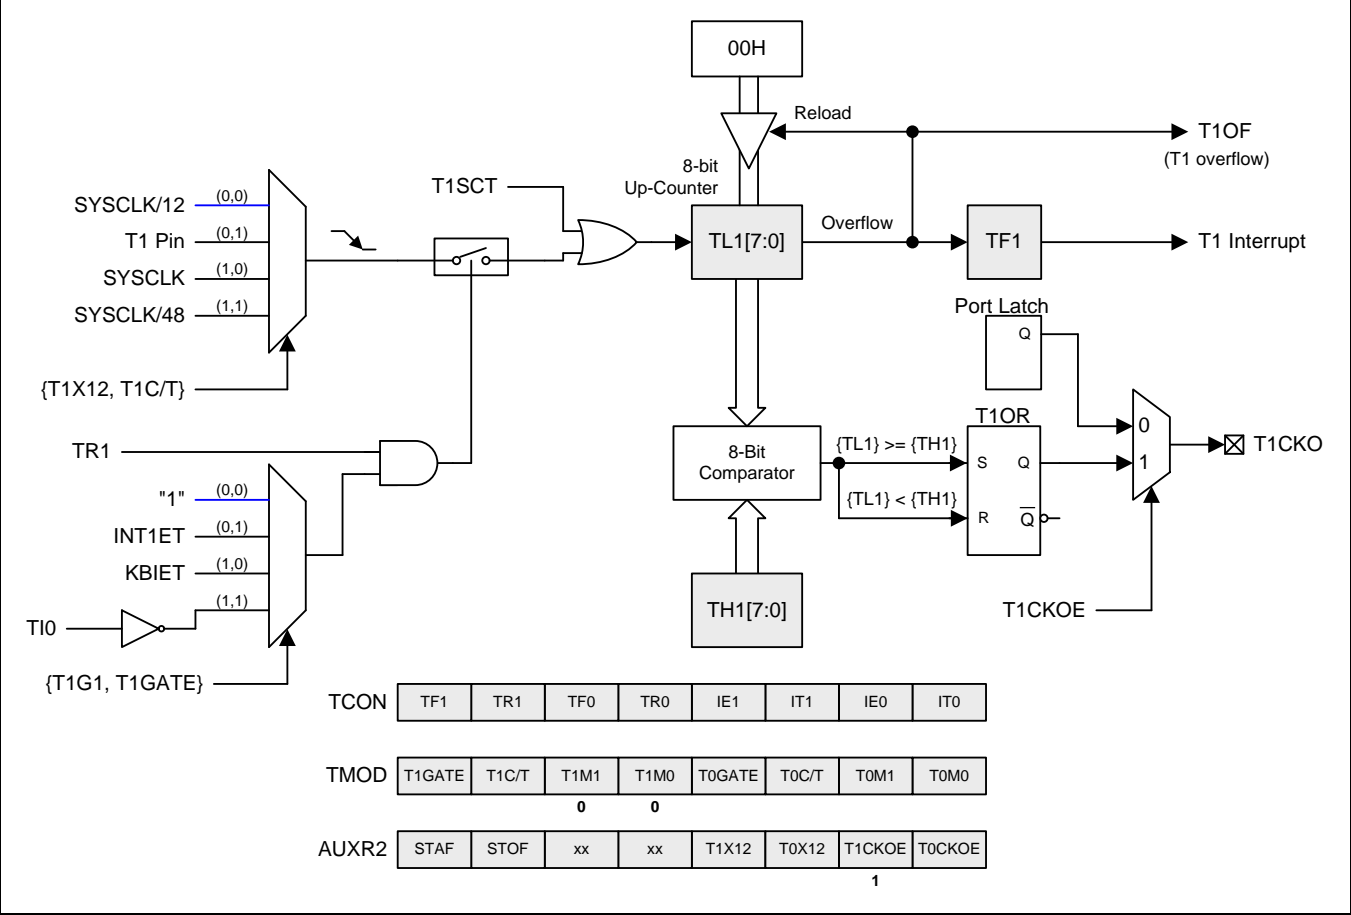 00H
Reload
T1OF
(T1 overflow)
8-bit
Up-Counter
T1SCT
SYSCLK/12
(0,0)
T1 Pin
(0,1)
SYSCLK
(1,0)
SYSCLK/48
(1,1)
TL1[7:0]
Overflow
TF1
T1 Interrupt
Port Latch
Q
{T1X12, T1C/T}
T1OR
0
1
T1CKO
TR1
8-Bit
Comparator
{TL1} >= {TH1}
S
Q
{TL1} < {TH1}
R
Q
"1"
(0,0)
INT1ET
(0,1)
KBIET
(1,0)
(1,1)
TI0
TH1[7:0]
T1CKOE
{T1G1, T1GATE}
TCON TF1 TR1 TF0 TR0 IE1 IT1 IE0 IT0
TMOD T1GATE T1C/T T1M1 T1M0 T0GATE T0C/T T0M1 T0M0
0 0
AUXR2 STAF STOF xx xx T1X12 T0X12 T1CKOE T0CKOE
1